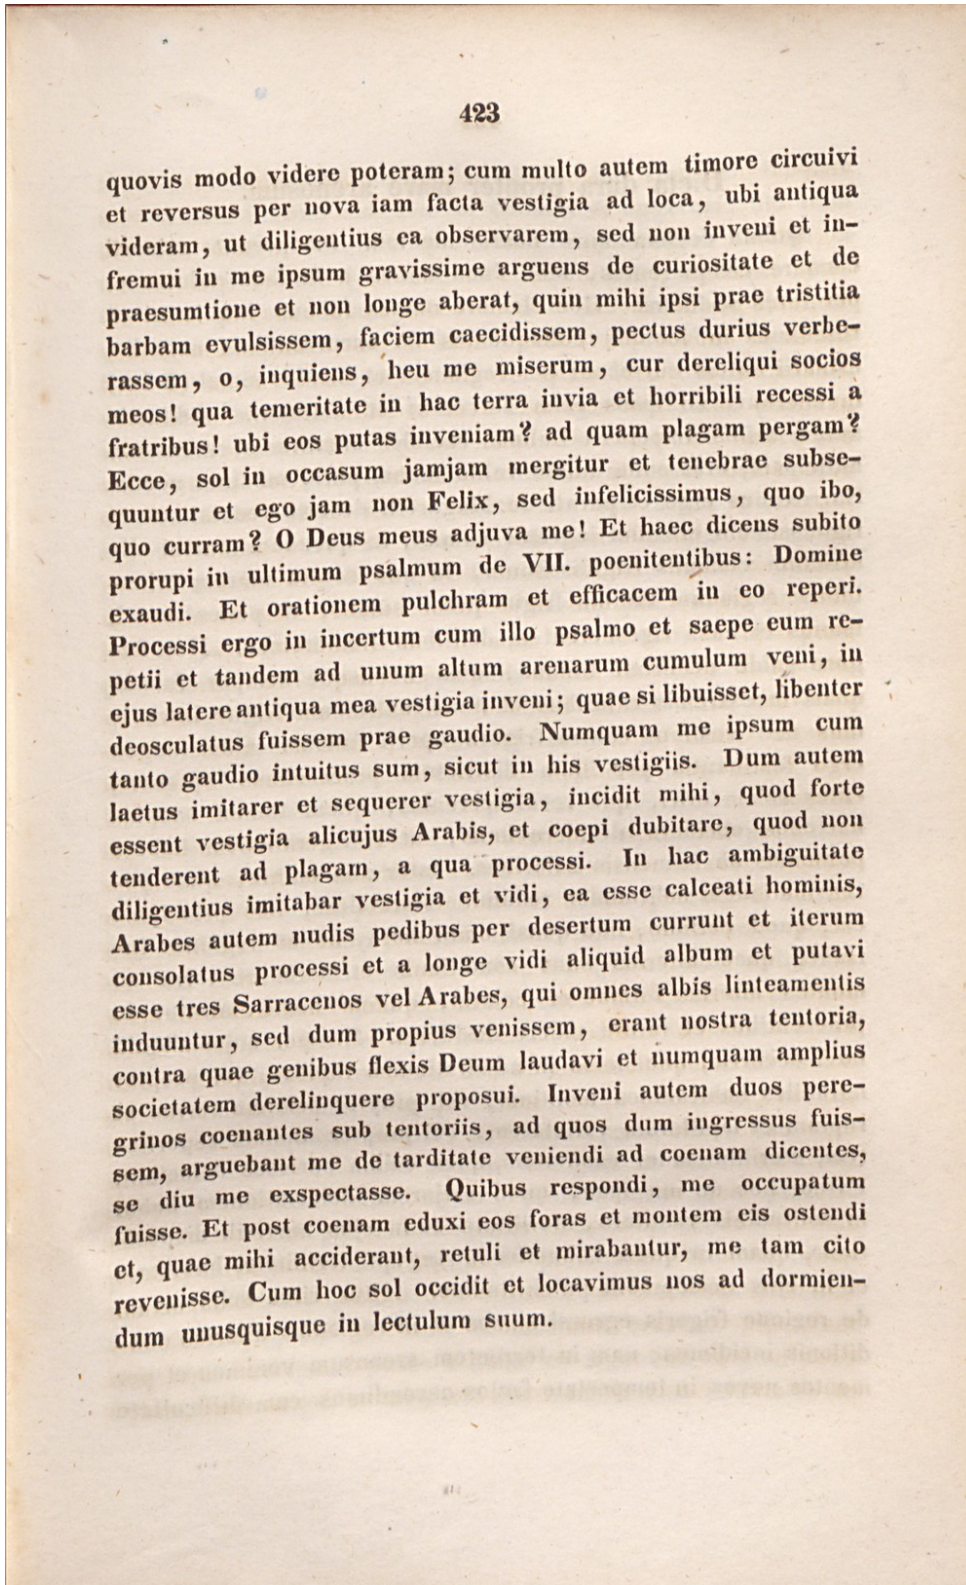 423
quovis modo videre poteram; cum multo autem timore circuivi
et reversus per nova iam facta vestigia ad loca, ubi antiqua
videram, ut diligentius ea observarem, sed non inveni et in-
fremui in me ipsum gravissime arguens de curiositate et de
praesumtione et non longe aberat, quin mihi ipsi prae tristitia
barbam evulsissem, faciem caecidissem, pectus durius verbe-
rassem, o, inquiens, heu me miserum, cur dereliqui socios
meos! qua temeritate in hac terra invia et horribili recessi a
fratribus! ubi eos putas inveniam? ad quam plagam pergam?
Ecce, sol in occasum jamjam mergitur et tenebrae subse-
quuntur et ego jam non Felix, sed infelicissimus, quo ibo,
quo curram? O Deus meus adjuva me! Et haec dicens subito
prorupi in ultimum psalmum de VII. poenitentibus: Domine
exaudi. Et orationem pulchram et efficacem in eo reperi.
Processi ergo in incertum cum illo psalmo et saepe eum re-
petii et tandem ad unum altum arenarum cumulum veni, in
ejus latere antiqua mea vestigia inveni; quae si libuisset, libenter
deosculatus fuissem prae gaudio. Numquam me ipsum cum
tanto gaudio intuitus sum, sicut in his vestigiis. Dum autem
laetus imitarer et sequerer vestigia, incidit mihi, quod forte
essent vestigia alicujus Arabis, et coepi dubitare, quod non
tenderent ad plagam, a qua processi. In hac ambiguitate
diligentius imitabar vestigia et vidi, ea esse calceati hominis,
Arabes autem nudis pedibus per desertum currunt et iterum
consolatus processi et a longe vidi aliquid album et putavi
esse tres Sarracenos vel Arabes, qui omnes albis linteamentis
induuntur, sed dum propius venissem, erant nostra tentoria,
contra quae genibus flexis Deum laudavi et numquam amplius
societatem derelinquere proposui. Inveni autem duos pere-
grinos coenantes sub tentoriis, ad quos dum ingressus fuis-
sem, arguebant me de tarditate veniendi ad coenam dicentes,
se diu me exspectasse. Quibus respondi, me occupatum
fuisse. Et post coenam eduxi eos foras et montem eis ostendi
et, quae mihi acciderant, retuli et mirabantur, me tam cito
revenisse. Cum hoc sol occidit et locavimus nos ad dormien-
dum unusquisque in lectulum suum.